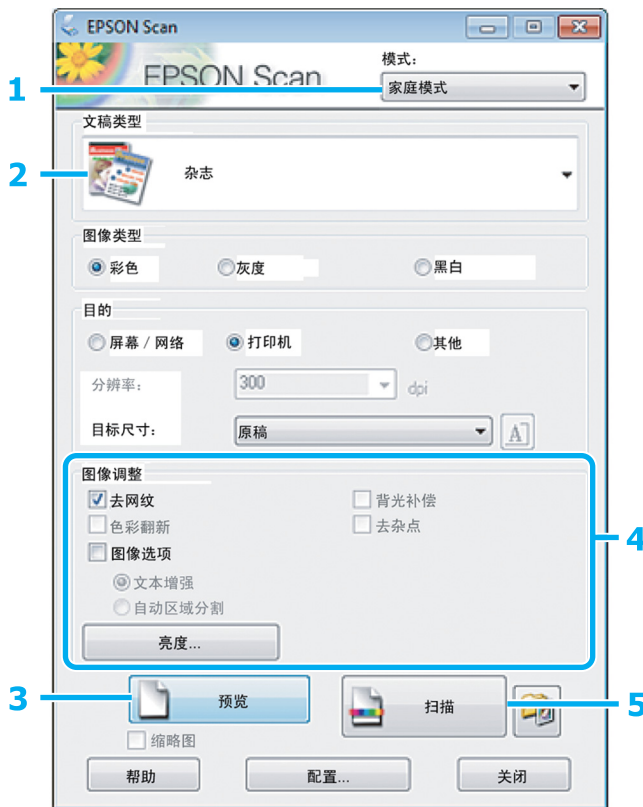 EPSON Scan
EPSON Scan
模式:
1
家庭模式
文稿类型
2
杂志
图像类型
彩色 灰度 黑白
目的
屏幕 / 网络 打印机 其他
分辨率: 300 dpi
目标尺寸: 原稿 A
图像调整
去网纹 背光补偿
色彩翻新 去杂点
4
图像选项
文本增强
自动区域分割
亮度...
3 预览 扫描 5
缩略图
帮助 配置... 关闭